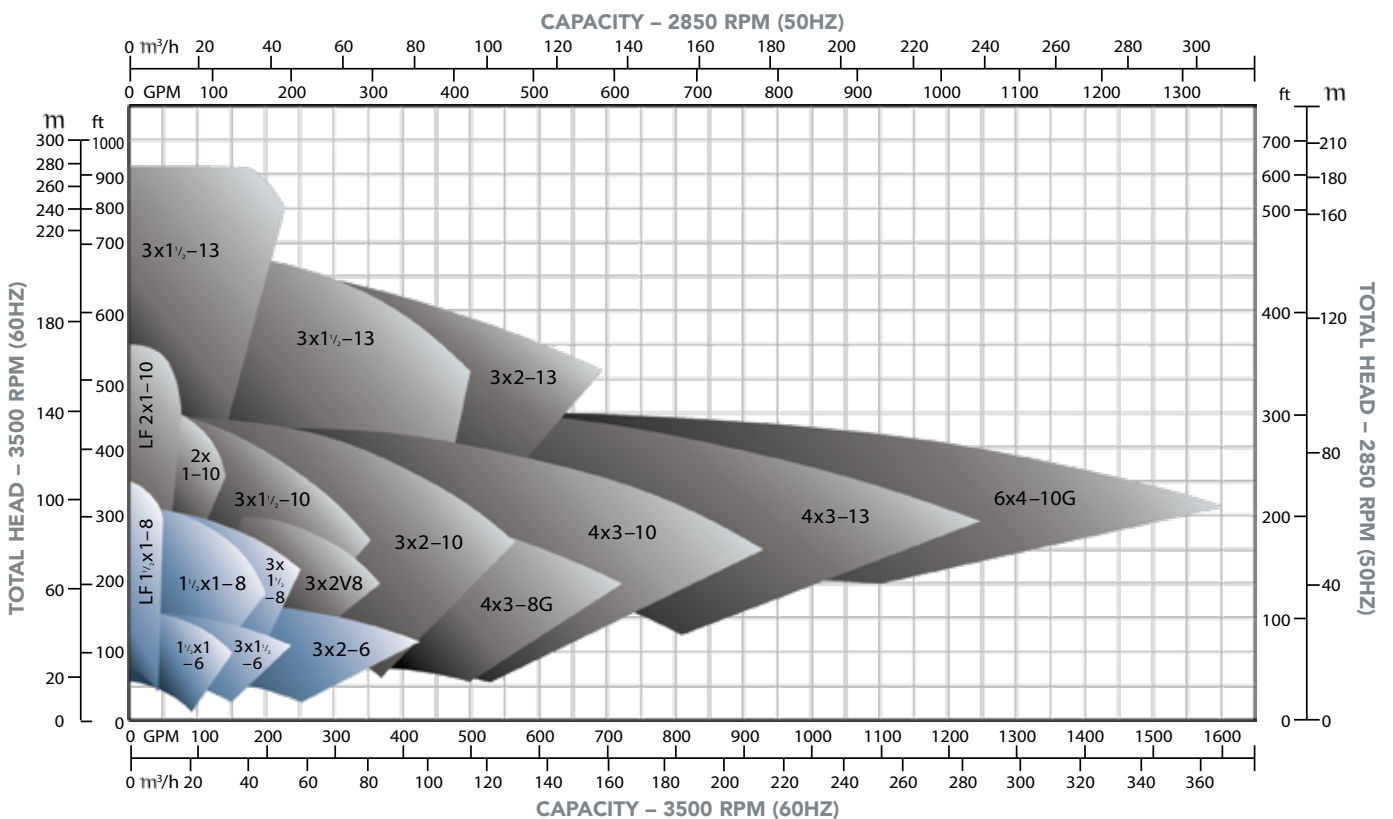 CAPACITY – 2850 RPM (50HZ)
0 m³/h 20 40 60 80 100 120 140 160 180 200 220 240 260 280 300
0 GPM 100 200 300 400 500 600 700 800 900 1000 1100 1200 1300
m ft
ft m
TOTAL HEAD – 3500 RPM (60HZ)
300
280
260
240
220
180
140
100
60
20
0
1000
900
800
700
600
500
400
300
200
100
0
3x1½–13
3x1½–13
3x2–13
LF 2x1–10
2x
1–10
3x1½–10
3x2–10
4x3–10
4x3–13
6x4–10G
LF 1½x1–8
1½x1–8
3x
1½
–8
3x2V8
4x3–8G
1½x1
–6
3x1½
–6
3x2–6
700
600
500
400
300
200
100
0
210
180
160
120
80
40
0
TOTAL HEAD – 2850 RPM (50HZ)
0 GPM 100 200 300 400 500 600 700 800 900 1000 1100 1200 1300 1400 1500 1600
0 m³/h 20 40 60 80 100 120 140 160 180 200 220 240 260 280 300 320 340 360
CAPACITY – 3500 RPM (60HZ)